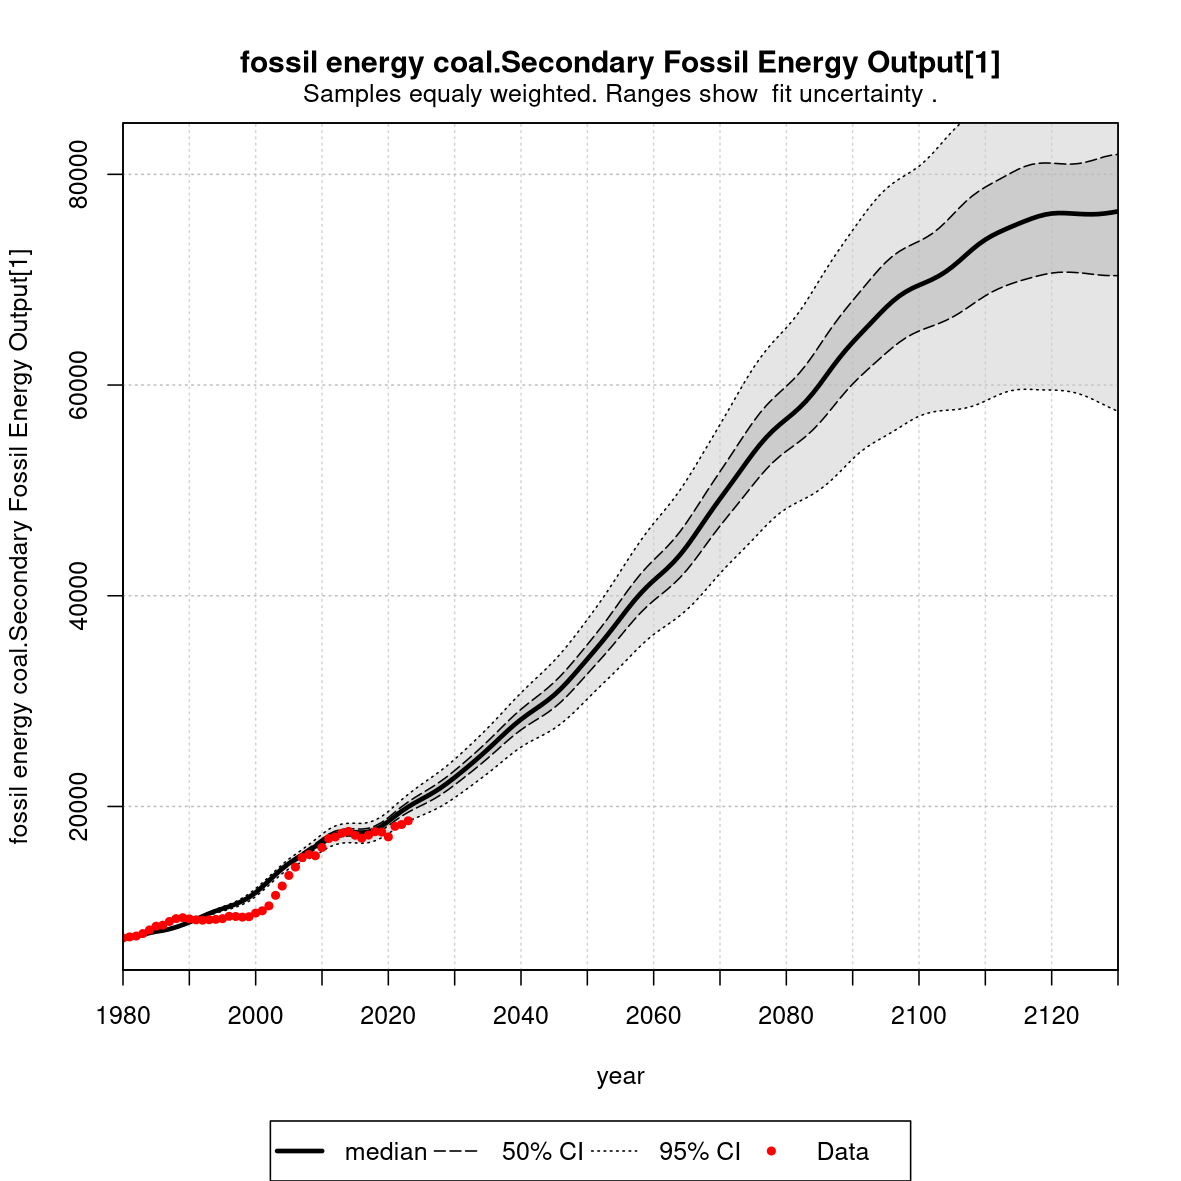 fossil energy coal.Secondary Fossil Energy Output[1]
Samples equaly weighted. Ranges show  fit uncertainty .
fossil energy coal.Secondary Fossil Energy Output[1]
80000
60000
40000
20000
1980 2000 2020 2040 2060 2080 2100 2120
year
median 50% CI 95% CI Data